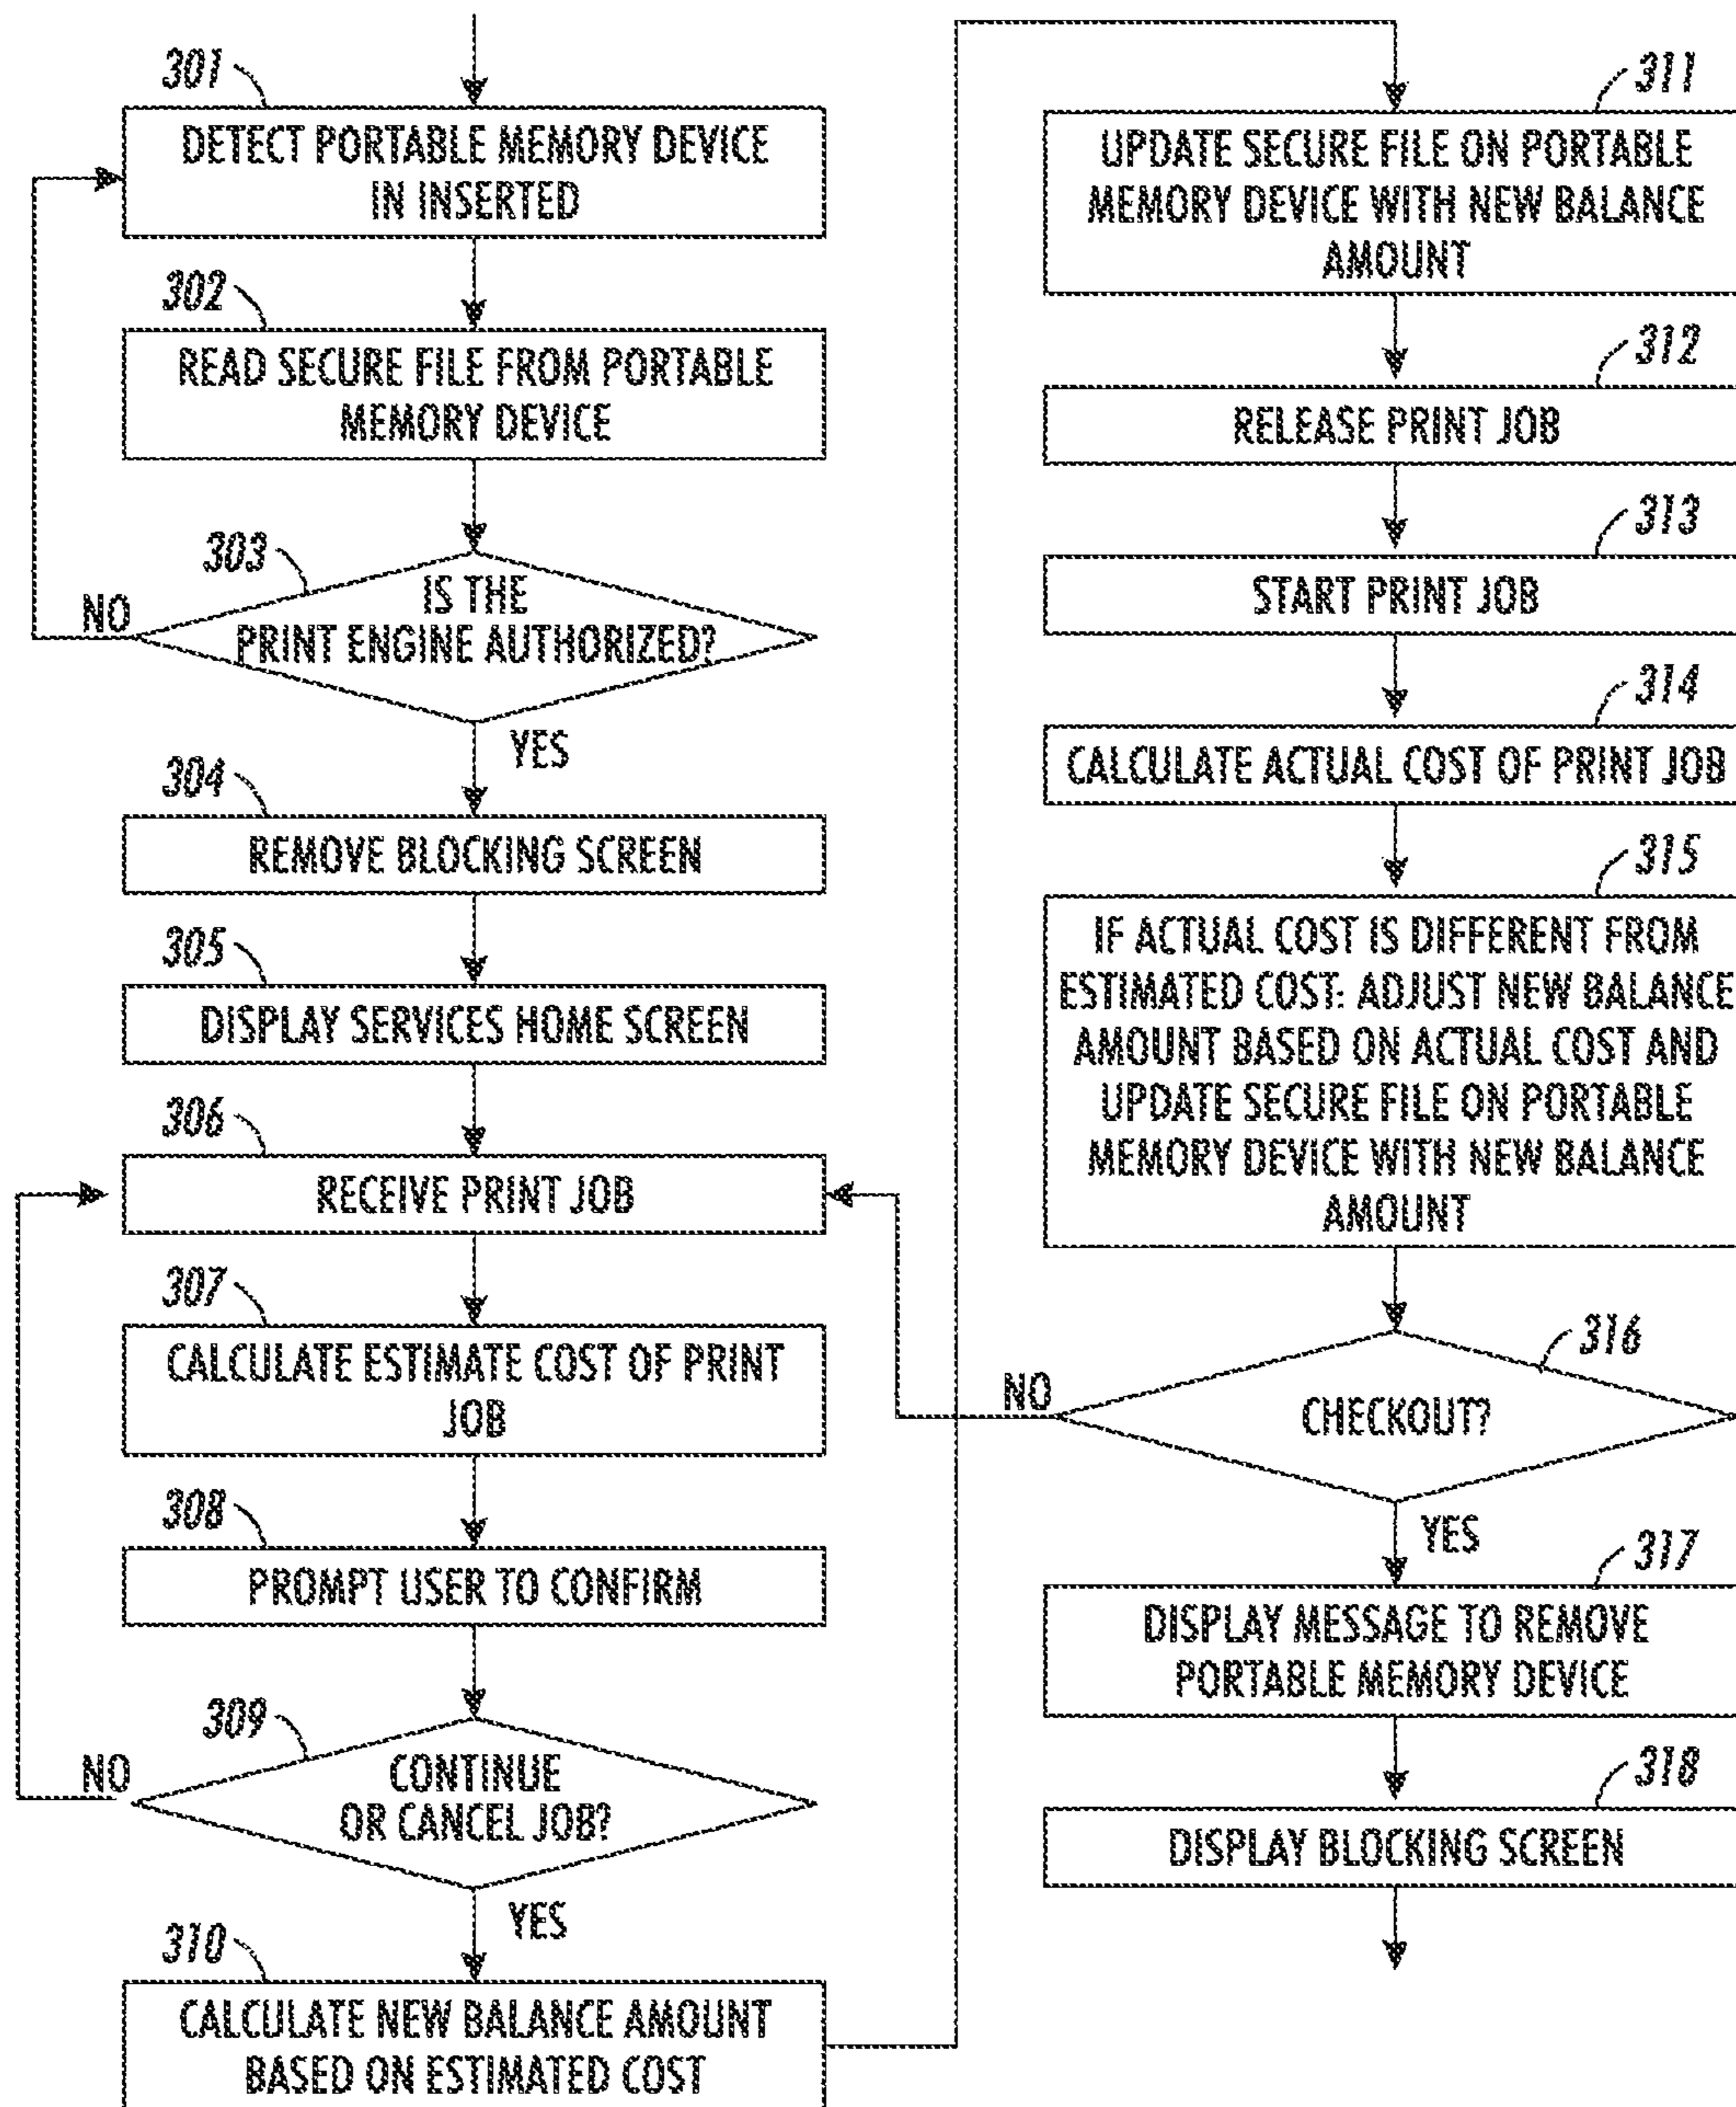 301
DETECT PORTABLE MEMORY DEVICE
IN INSERTED
302
READ SECURE FILE FROM PORTABLE
MEMORY DEVICE
303
IS THE
PRINT ENGINE AUTHORIZED?
NO
YES
304
REMOVE BLOCKING SCREEN
305
DISPLAY SERVICES HOME SCREEN
306
RECEIVE PRINT JOB
307
CALCULATE ESTIMATE COST OF PRINT
JOB
308
PROMPT USER TO CONFIRM
309
CONTINUE
OR CANCEL JOB?
NO
YES
310
CALCULATE NEW BALANCE AMOUNT
BASED ON ESTIMATED COST
311
UPDATE SECURE FILE ON PORTABLE
MEMORY DEVICE WITH NEW BALANCE
AMOUNT
312
RELEASE PRINT JOB
313
START PRINT JOB
314
CALCULATE ACTUAL COST OF PRINT JOB
315
IF ACTUAL COST IS DIFFERENT FROM
ESTIMATED COST: ADJUST NEW BALANCE
AMOUNT BASED ON ACTUAL COST AND
UPDATE SECURE FILE ON PORTABLE
MEMORY DEVICE WITH NEW BALANCE
AMOUNT
316
CHECKOUT?
NO
YES
317
DISPLAY MESSAGE TO REMOVE
PORTABLE MEMORY DEVICE
318
DISPLAY BLOCKING SCREEN